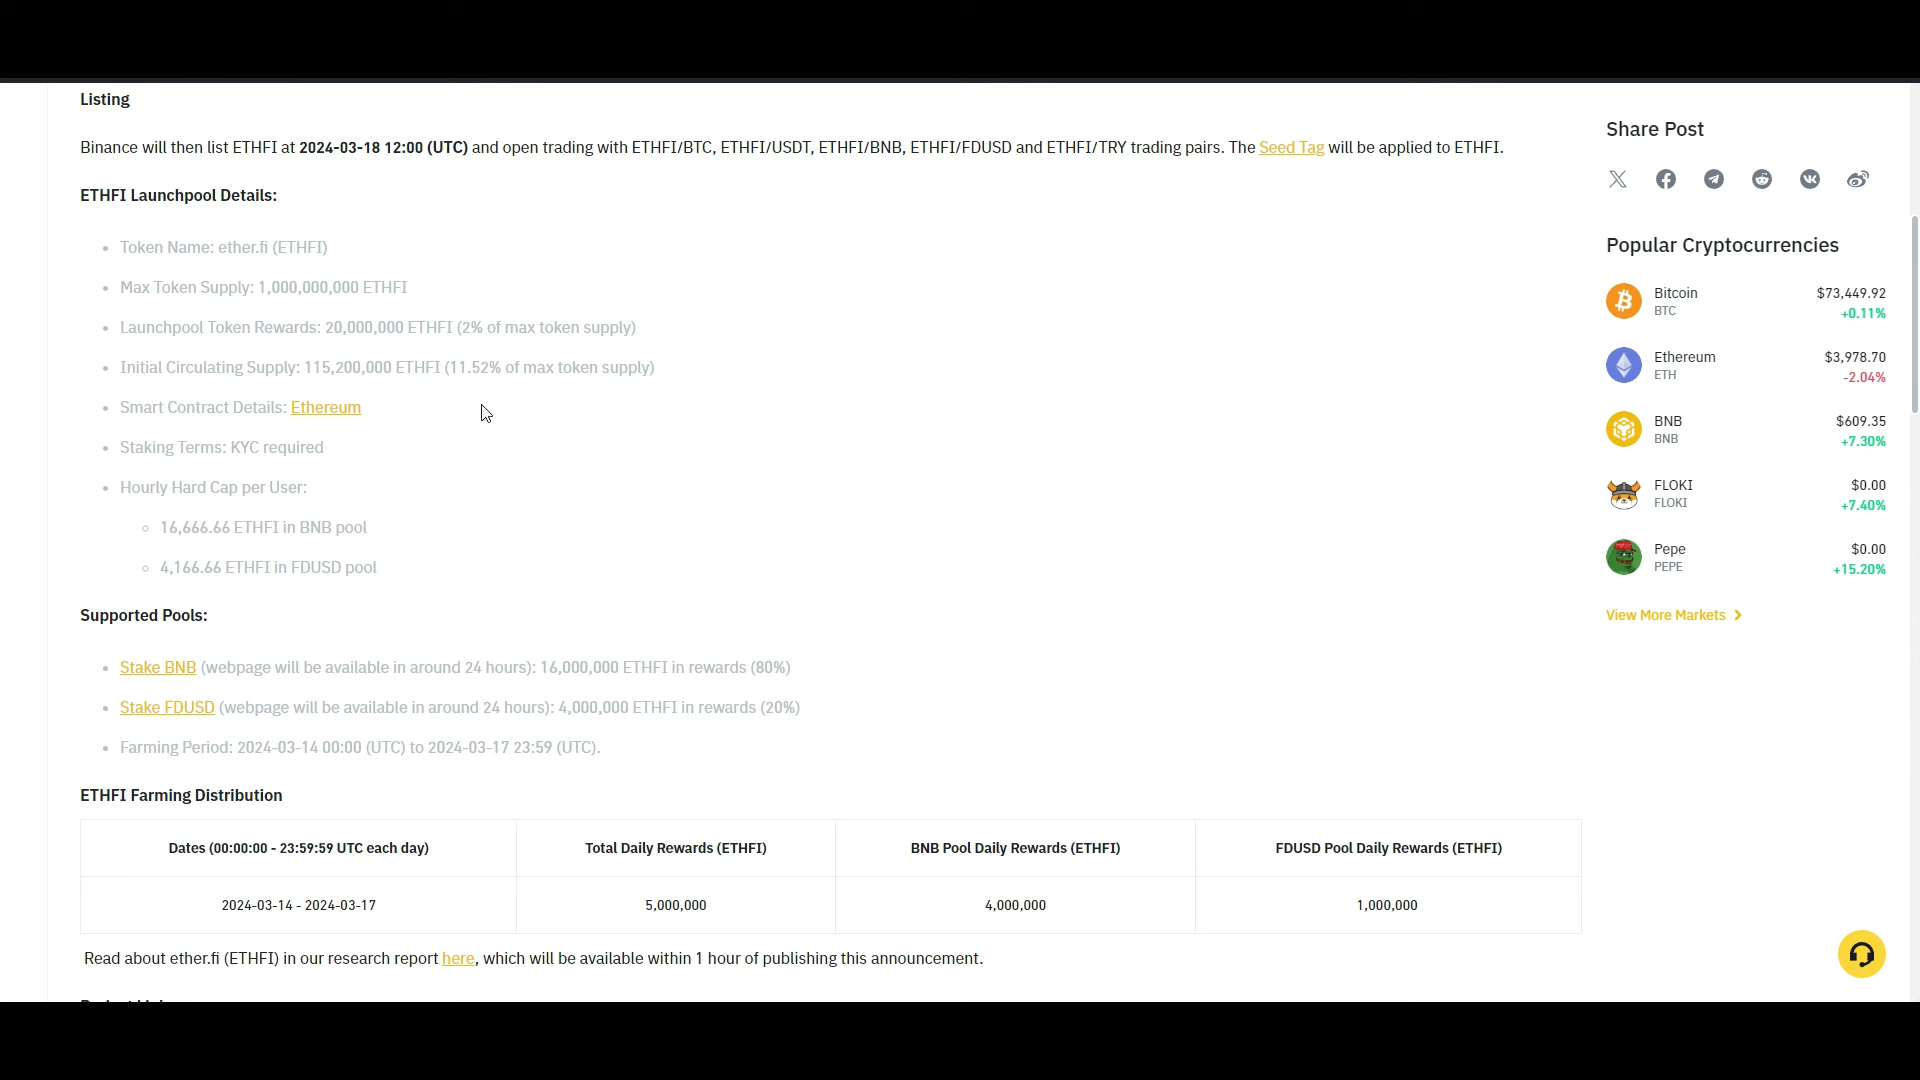 Listing
Binance will then list ETHFI at 2024-03-18 12:00 (UTC) and open trading with ETHFI/BTC, ETHFI/USDT, ETHFI/BNB, ETHFI/FDUSD and ETHFI/TRY trading pairs. The Seed Tag will be applied to ETHFI.
ETHFI Launchpool Details:
Token Name: ether.fi (ETHFI)
Max Token Supply: 1,000,000,000 ETHFI
Launchpool Token Rewards: 20,000,000 ETHFI (2% of max token supply)
Initial Circulating Supply: 115,200,000 ETHFI (11.52% of max token supply)
Smart Contract Details: Ethereum
Staking Terms: KYC required
Hourly Hard Cap per User:
16,666.66 ETHFI in BNB pool
4,166.66 ETHFI in FDUSD pool
Supported Pools:
Stake BNB (webpage will be available in around 24 hours): 16,000,000 ETHFI in rewards (80%)
Stake FDUSD (webpage will be available in around 24 hours): 4,000,000 ETHFI in rewards (20%)
Farming Period: 2024-03-14 00:00 (UTC) to 2024-03-17 23:59 (UTC).
ETHFI Farming Distribution
Dates (00:00:00 - 23:59:59 UTC each day) Total Daily Rewards (ETHFI) BNB Pool Daily Rewards (ETHFI) FDUSD Pool Daily Rewards (ETHFI)
2024-03-14 - 2024-03-17 5,000,000 4,000,000 1,000,000
Read about ether.fi (ETHFI) in our research report here, which will be available within 1 hour of publishing this announcement.
Share Post
Popular Cryptocurrencies
Bitcoin $73,449.92
BTC +0.11%
Ethereum $3,978.70
ETH -2.04%
BNB $609.35
BNB +7.30%
FLOKI $0.00
FLOKI +7.40%
Pepe $0.00
PEPE +15.20%
View More Markets